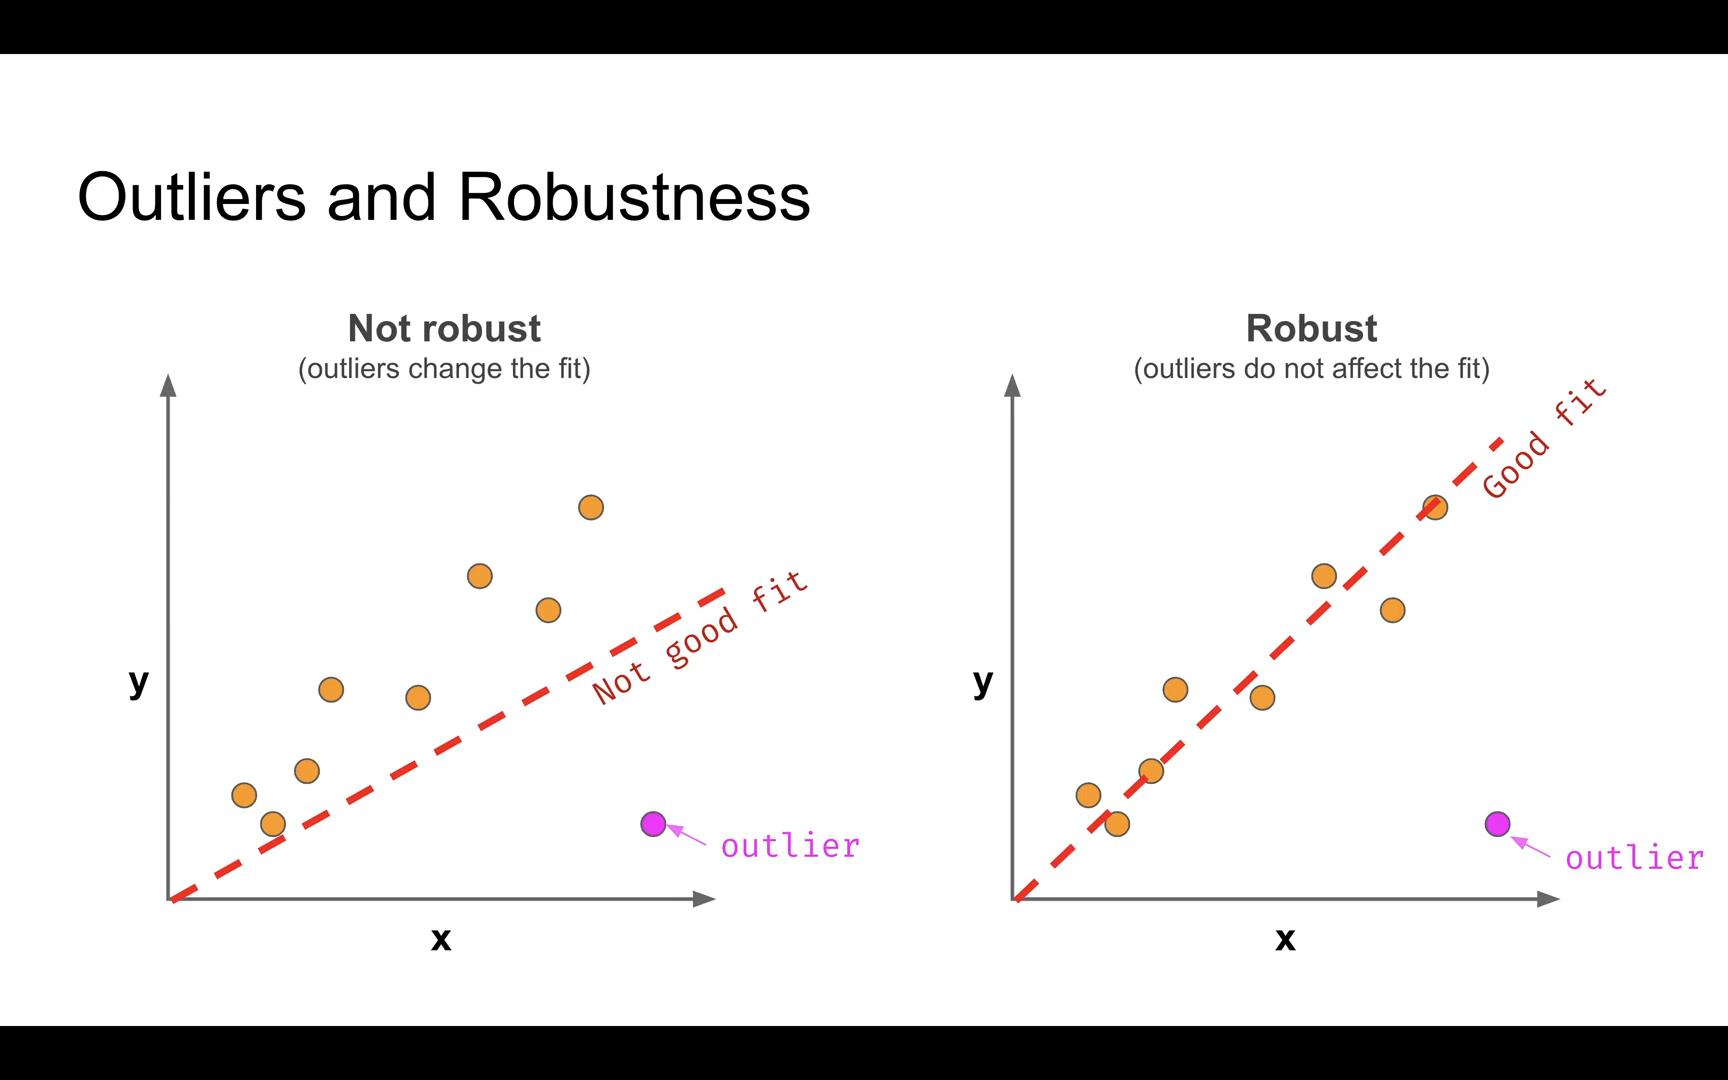 Outliers and Robustness
Not robust
(outliers change the fit)
y
Not good fit
outlier
x
Robust
(outliers do not affect the fit)
Good fit
y
outlier
x